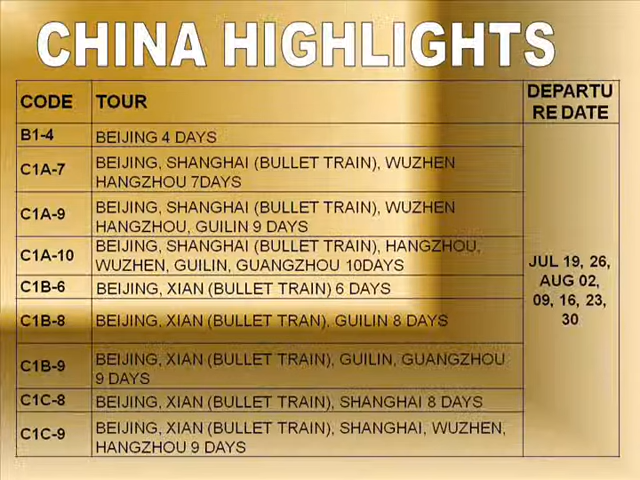 CHINA HIGHLIGHTS
CODE TOUR DEPARTU
RE DATE
B1-4 BEIJING 4 DAYS
C1A-7 BEIJING, SHANGHAI (BULLET TRAIN), WUZHEN
HANGZHOU 7DAYS
C1A-9 BEIJING, SHANGHAI (BULLET TRAIN), WUZHEN
HANGZHOU, GUILIN 9 DAYS
C1A-10 BEIJING, SHANGHAI (BULLET TRAIN), HANGZHOU,
WUZHEN, GUILIN, GUANGZHOU 10DAYS
C1B-6 BEIJING, XIAN (BULLET TRAIN) 6 DAYS
C1B-8 BEIJING, XIAN (BULLET TRAN), GUILIN 8 DAYS
C1B-9 BEIJING, XIAN (BULLET TRAIN), GUILIN, GUANGZHOU
9 DAYS
C1C-8 BEIJING, XIAN (BULLET TRAIN), SHANGHAI 8 DAYS
C1C-9 BEIJING, XIAN (BULLET TRAIN), SHANGHAI, WUZHEN,
HANGZHOU 9 DAYS
JUL 19, 26,
AUG 02,
09, 16, 23,
30